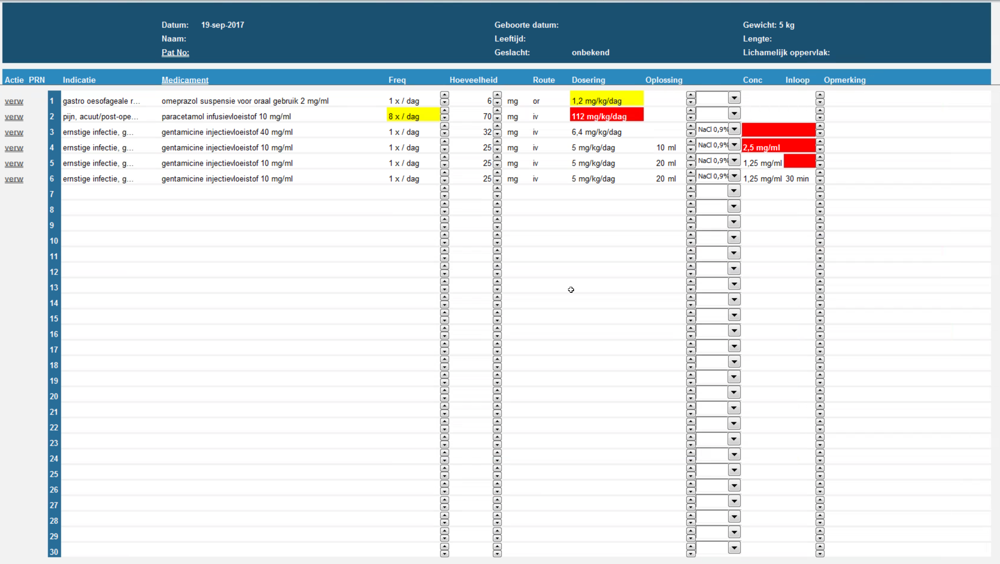 Datum: 19-sep-2017 Geboorte datum: Gewicht: 5 kg
Naam: Leeftijd: Lengte:
Pat No: Geslacht: onbekend Lichamelijk oppervlak:
Actie PRN Indicatie Medicament Freq Hoeveelheid Route Dosering Oplossing Conc Inloop Opmerking
verw 1 gastro oesofageale r... omeprazol suspensie voor oraal gebruik 2 mg/ml 1 x / dag 6 mg or 1,2 mg/kg/dag
verw 2 pijn, acuut/post-ope... paracetamol infusievloeistof 10 mg/ml 8 x / dag 70 mg iv 112 mg/kg/dag
verw 3 ernstige infectie, g... gentamicine injectievloeistof 40 mg/ml 1 x / dag 32 mg iv 6,4 mg/kg/dag NaCl 0,9%
verw 4 ernstige infectie, g... gentamicine injectievloeistof 10 mg/ml 1 x / dag 25 mg iv 5 mg/kg/dag 10 ml NaCl 0,9% 2,5 mg/ml
verw 5 ernstige infectie, g... gentamicine injectievloeistof 10 mg/ml 1 x / dag 25 mg iv 5 mg/kg/dag 20 ml NaCl 0,9% 1,25 mg/ml
verw 6 ernstige infectie, g... gentamicine injectievloeistof 10 mg/ml 1 x / dag 25 mg iv 5 mg/kg/dag 20 ml NaCl 0,9% 1,25 mg/ml 30 min
7
8
9
10
11
12
13
14
15
16
17
18
19
20
21
22
23
24
25
26
27
28
29
30